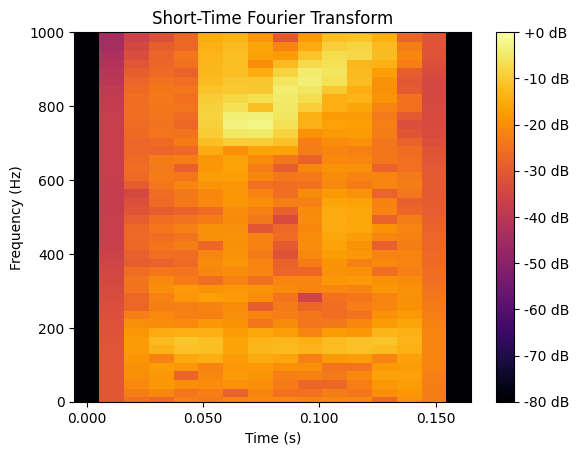 Short-Time Fourier Transform
1000
800
600
400
200
0
Frequency (Hz)
0.000
0.050
0.100
0.150
Time (s)
+0 dB
-10 dB
-20 dB
-30 dB
-40 dB
-50 dB
-60 dB
-70 dB
-80 dB